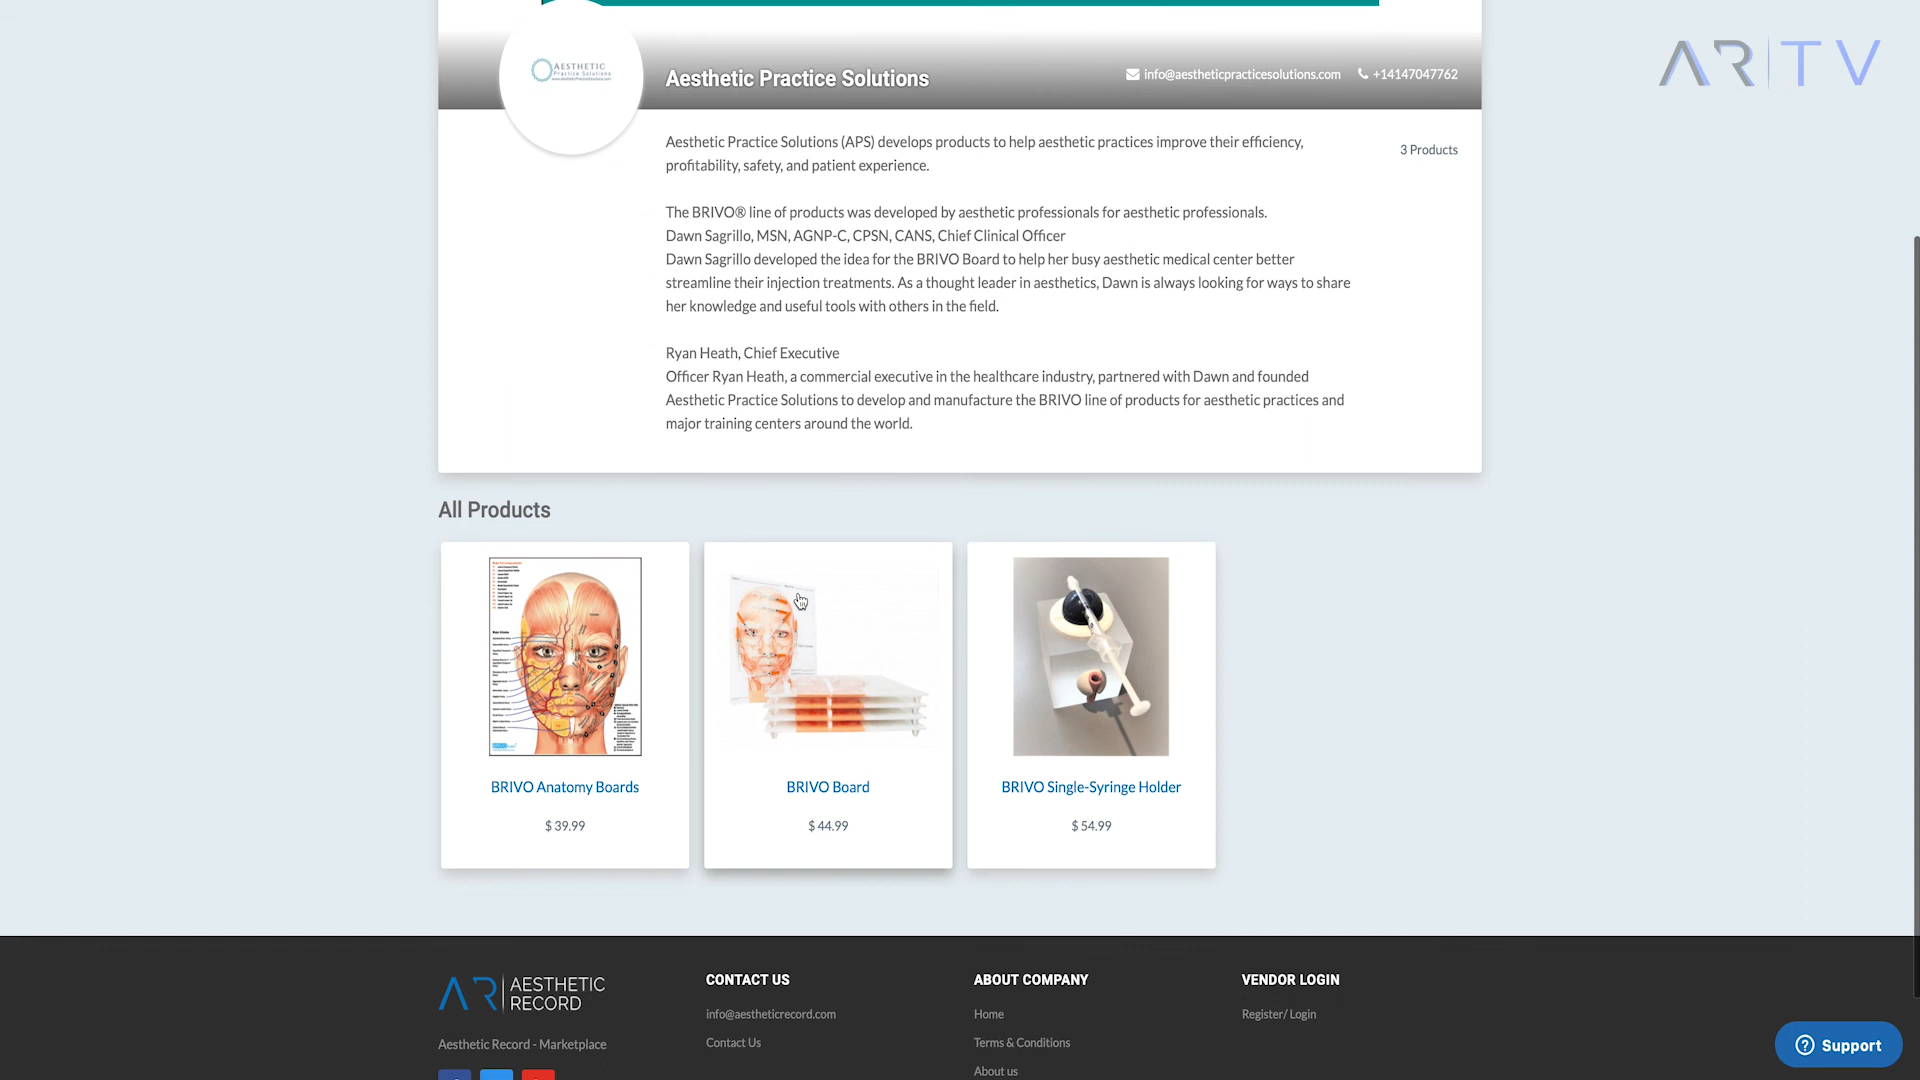 AR|TV
AESTHETIC
Practice Solutions
Aesthetic Practice Solutions
info@aestheticpracticesolutions.com
+14147047762
Aesthetic Practice Solutions (APS) develops products to help aesthetic practices improve their efficiency,
profitability, safety, and patient experience.
3 Products
The BRIVO® line of products was developed by aesthetic professionals for aesthetic professionals.
Dawn Sagrillo, MSN, AGNP-C, CPSN, CANS, Chief Clinical Officer
Dawn Sagrillo developed the idea for the BRIVO Board to help her busy aesthetic medical center better
streamline their injection treatments. As a thought leader in aesthetics, Dawn is always looking for ways to share
her knowledge and useful tools with others in the field.
Ryan Heath, Chief Executive
Officer Ryan Heath, a commercial executive in the healthcare industry, partnered with Dawn and founded
Aesthetic Practice Solutions to develop and manufacture the BRIVO line of products for aesthetic practices and
major training centers around the world.
All Products
BRIVO Anatomy Boards
$ 39.99
BRIVO Board
$ 44.99
BRIVO Single-Syringe Holder
$ 54.99
AR|AESTHETIC
RECORD
Aesthetic Record - Marketplace
CONTACT US
info@aestheticrecord.com
Contact Us
ABOUT COMPANY
Home
Terms & Conditions
About us
VENDOR LOGIN
Register/ Login
Support